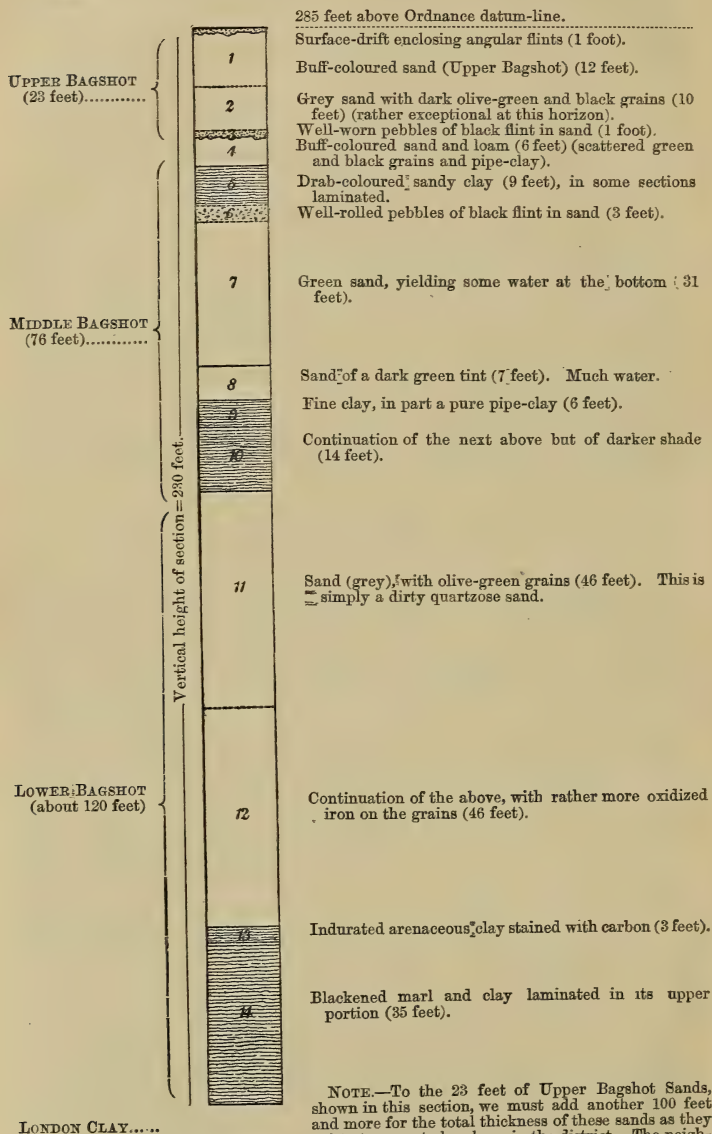 285 feet above Ordnance datum-line.
Surface-drift enclosing angular flints (1 foot).
1
Buff-coloured sand (Upper Bagshot) (12 feet).
UPPER BAGSHOT
(23 feet)............
2
Grey sand with dark olive-green and black grains (10
feet) (rather exceptional at this horizon).
3
Well-worn pebbles of black flint in sand (1 foot).
4
Buff-coloured sand and loam (6 feet) (scattered green
and black grains and pipe-clay).
5
Drab-coloured sandy clay (9 feet), in some sections
laminated.
6
Well-rolled pebbles of black flint in sand (3 feet).
7
Green sand, yielding some water at the bottom (31
feet).
MIDDLE BAGSHOT
(76 feet)............
8
Sand of a dark green tint (7 feet). Much water.
9
Fine clay, in part a pure pipe-clay (6 feet).
10
Continuation of the next above but of darker shade
(14 feet).
Vertical height of section = 230 feet.
11
Sand (grey), with olive-green grains (46 feet). This is
simply a dirty quartzose sand.
LOWER BAGSHOT
(about 120 feet)
12
Continuation of the above, with rather more oxidized
iron on the grains (46 feet).
13
Indurated arenaceous clay stained with carbon (3 feet).
14
Blackened marl and clay laminated in its upper
portion (35 feet).
LONDON CLAY......
NOTE.—To the 23 feet of Upper Bagshot Sands,
shown in this section, we must add another 100 feet
and more for the total thickness of these sands as they